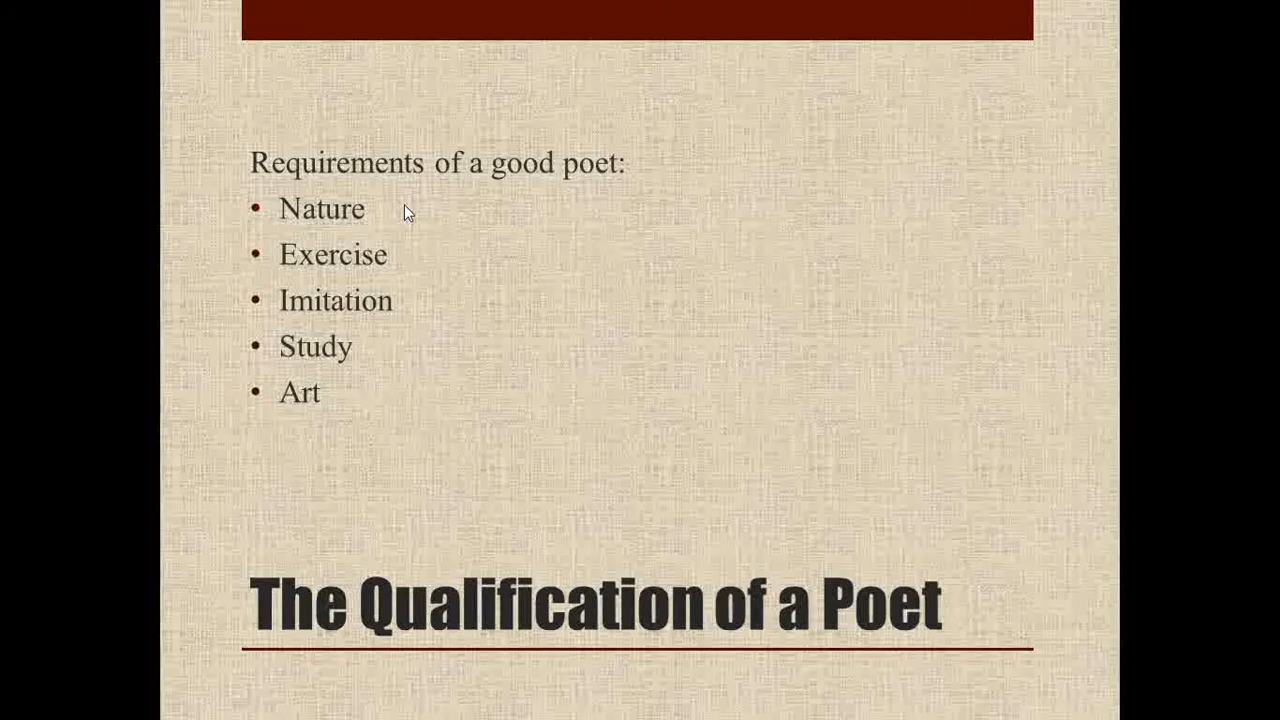 Requirements of a good poet:
• Nature
• Exercise
• Imitation
• Study
• Art
The Qualification of a Poet